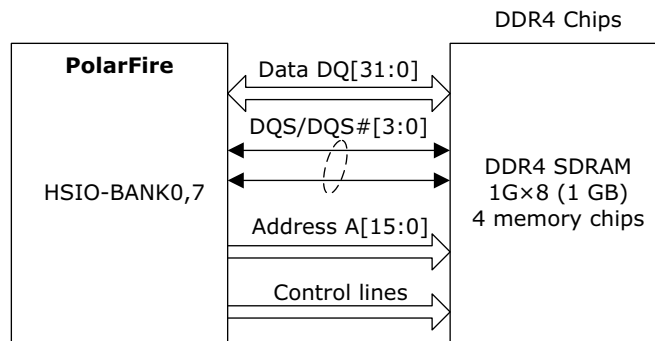 DDR4 Chips
PolarFire
Data DQ[31:0]
DQS/DQS#[3:0]
HSIO-BANK0,7
DDR4 SDRAM
1G×8 (1 GB)
4 memory chips
Address A[15:0]
Control lines